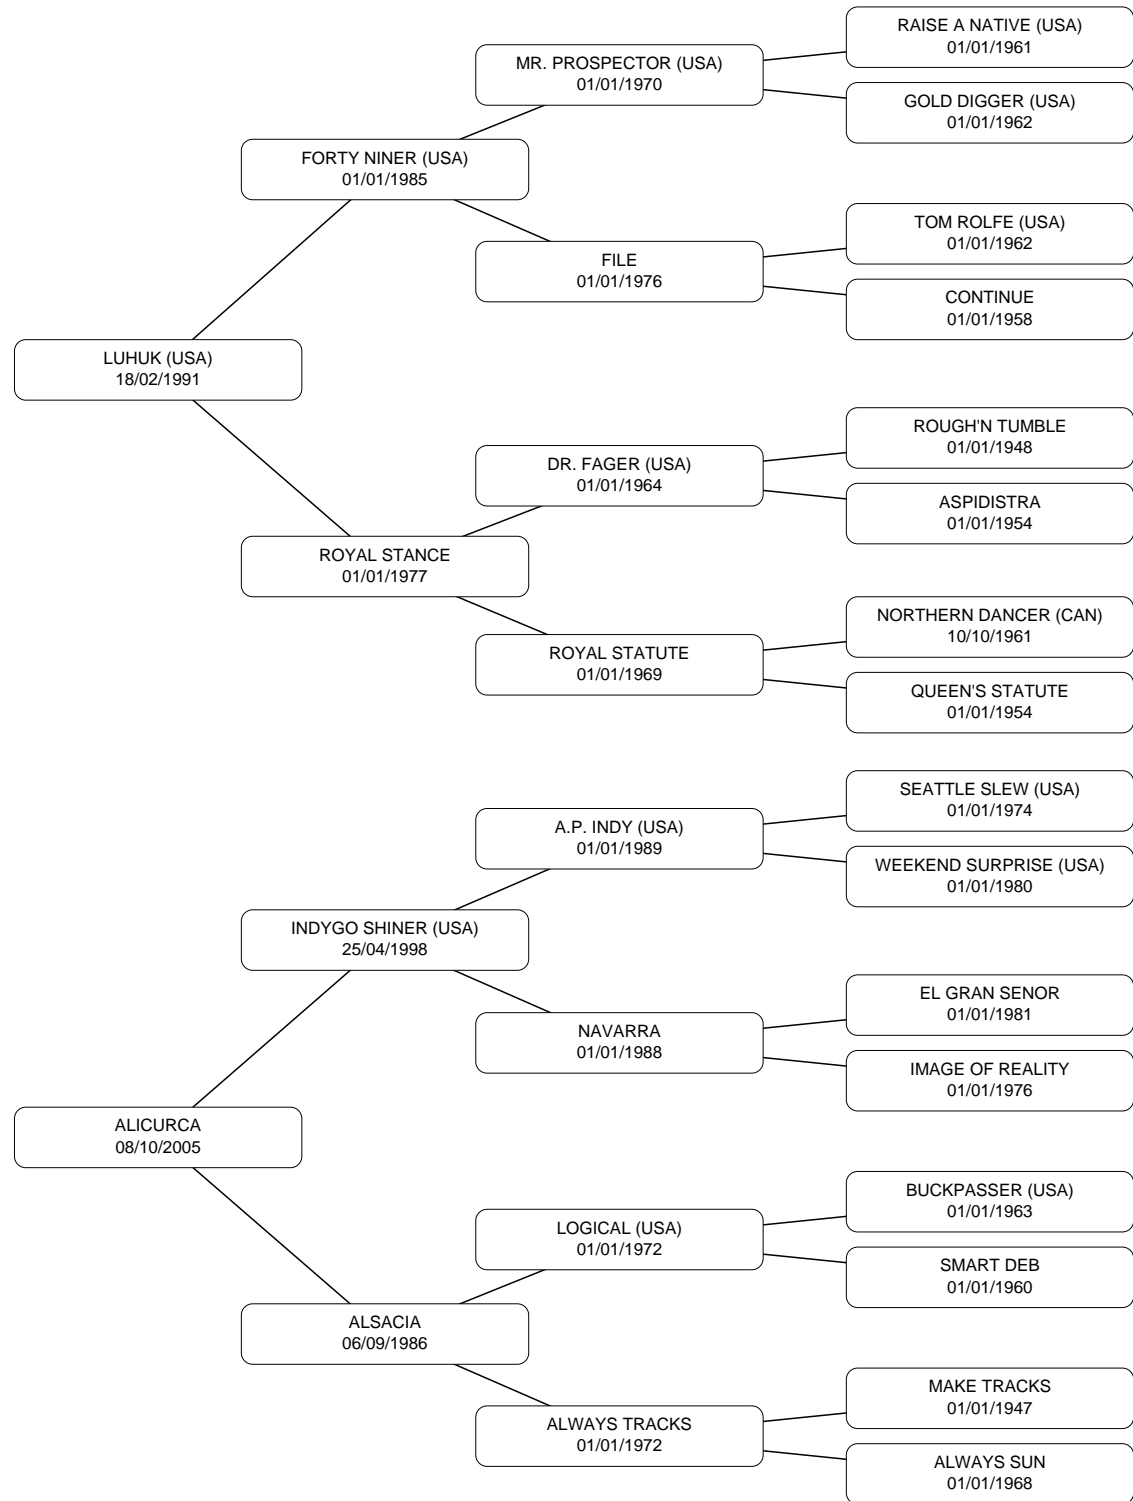 RAISE A NATIVE (USA)
01/01/1961
MR. PROSPECTOR (USA)
01/01/1970
GOLD DIGGER (USA)
01/01/1962
FORTY NINER (USA)
01/01/1985
TOM ROLFE (USA)
01/01/1962
FILE
01/01/1976
CONTINUE
01/01/1958
LUHUK (USA)
18/02/1991
ROUGH'N TUMBLE
01/01/1948
DR. FAGER (USA)
01/01/1964
ASPIDISTRA
01/01/1954
ROYAL STANCE
01/01/1977
NORTHERN DANCER (CAN)
10/10/1961
ROYAL STATUTE
01/01/1969
QUEEN'S STATUTE
01/01/1954
SEATTLE SLEW (USA)
01/01/1974
A.P. INDY (USA)
01/01/1989
WEEKEND SURPRISE (USA)
01/01/1980
INDYGO SHINER (USA)
25/04/1998
EL GRAN SENOR
01/01/1981
NAVARRA
01/01/1988
IMAGE OF REALITY
01/01/1976
ALICURCA
08/10/2005
BUCKPASSER (USA)
01/01/1963
LOGICAL (USA)
01/01/1972
SMART DEB
01/01/1960
ALSACIA
06/09/1986
MAKE TRACKS
01/01/1947
ALWAYS TRACKS
01/01/1972
ALWAYS SUN
01/01/1968